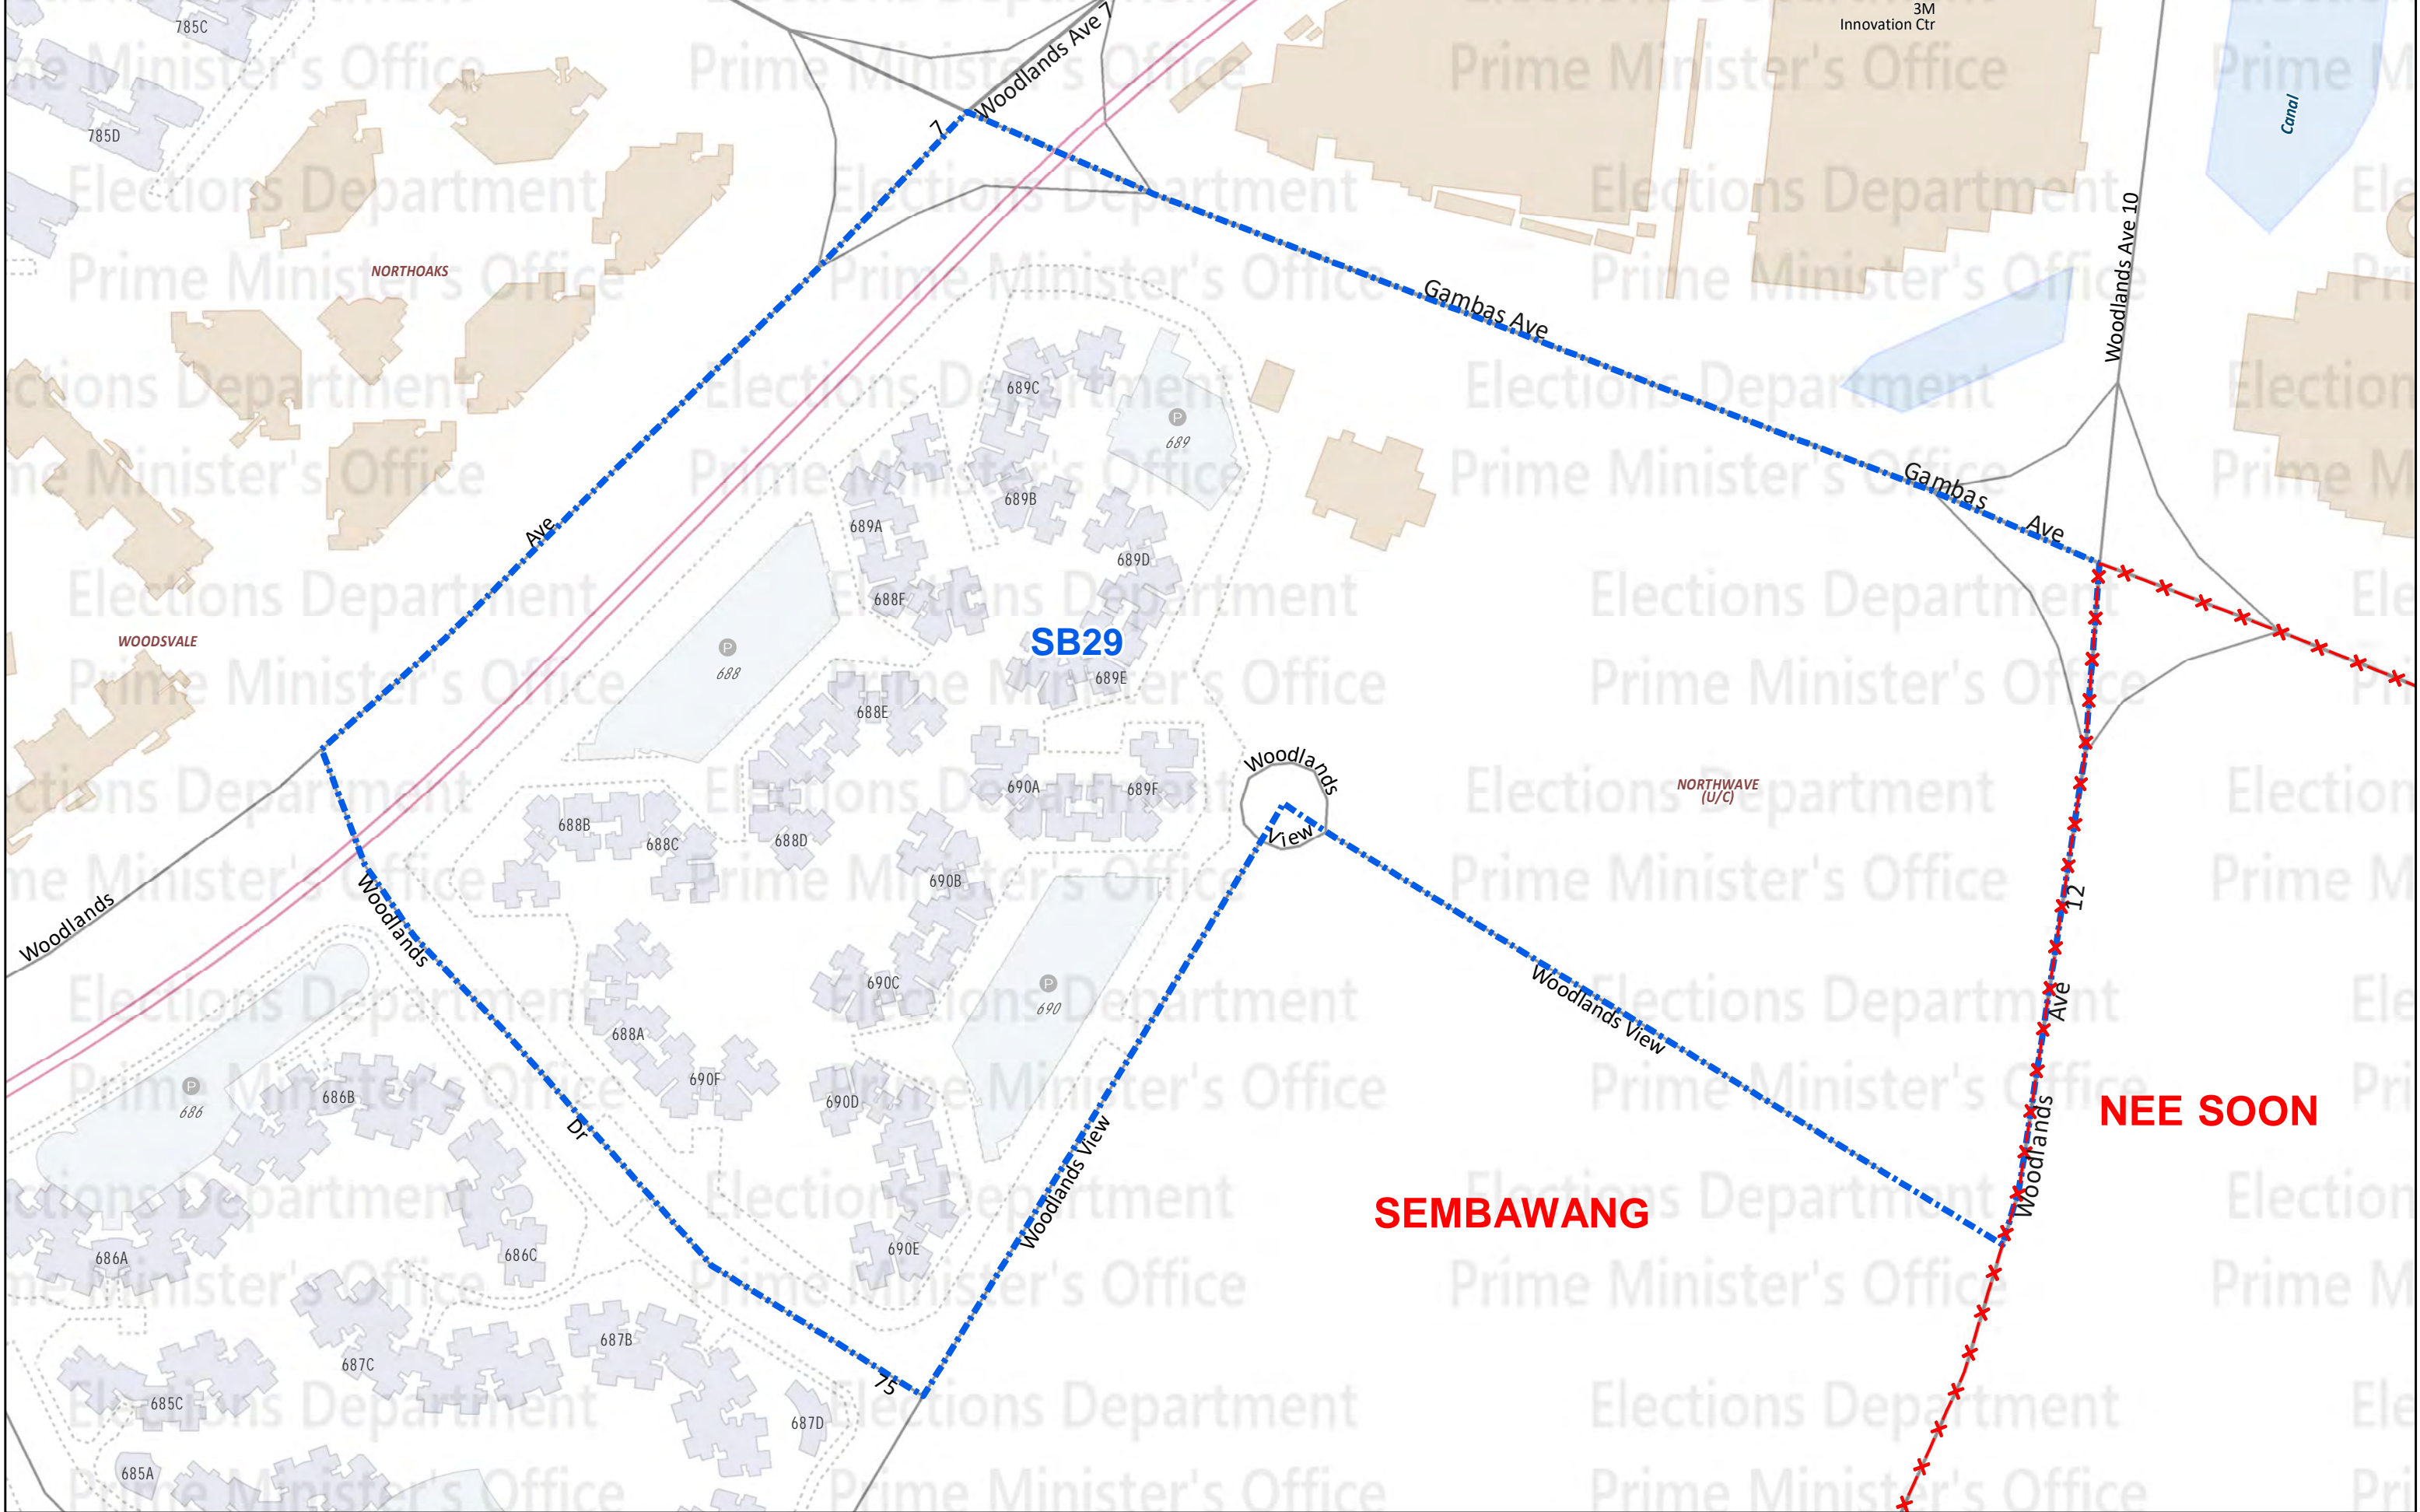 785C
Woodlands Ave 7
3M
Innovation Ctr
785D
7
Canal
NORTHOAKS
Woodlands Ave 10
Gambas Ave
689C
P
689
Gambas
Ave
689B
689A
Ave
689D
688F
WOODSVALE
SB29
P
688
689E
688E
Woodlands
View
NORTHWAVE
(U/C)
690A
689F
688B
688C
688D
690B
12
Woodlands
Woodlands
690C
P
690
Woodlands View
Ave
688A
690F
P
686
686B
690D
Dr
Woodlands View
Woodlands
NEE SOON
SEMBAWANG
686A
686C
690E
687B
687C
75
685C
687D
685A
Elections Department
Prime Minister's Office